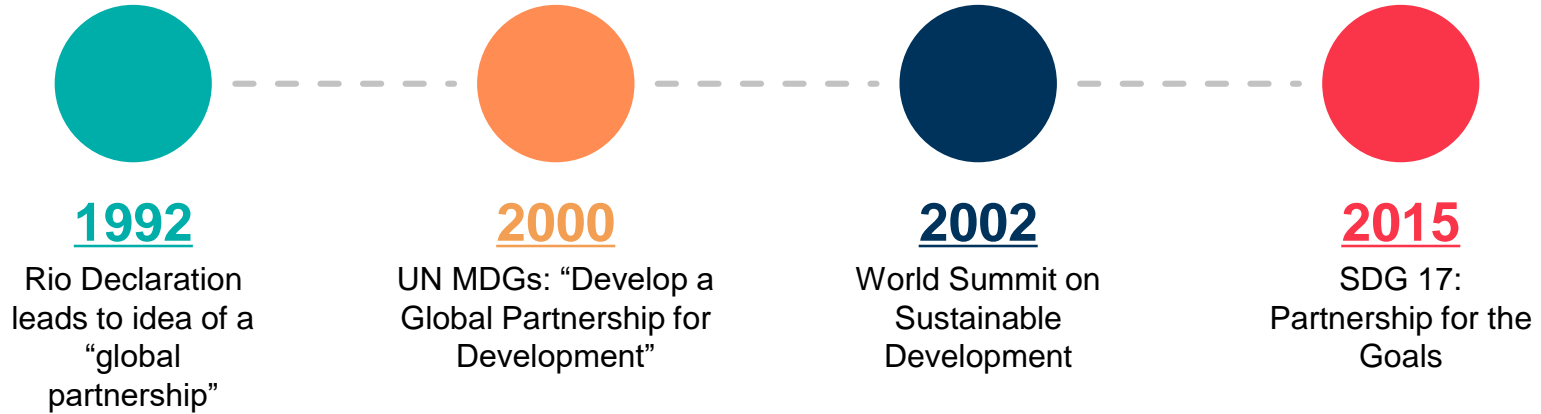 1992
Rio Declaration
leads to idea of a
“global
partnership”
2000
UN MDGs: “Develop a
Global Partnership for
Development”
2002
World Summit on
Sustainable
Development
2015
SDG 17:
Partnership for the
Goals